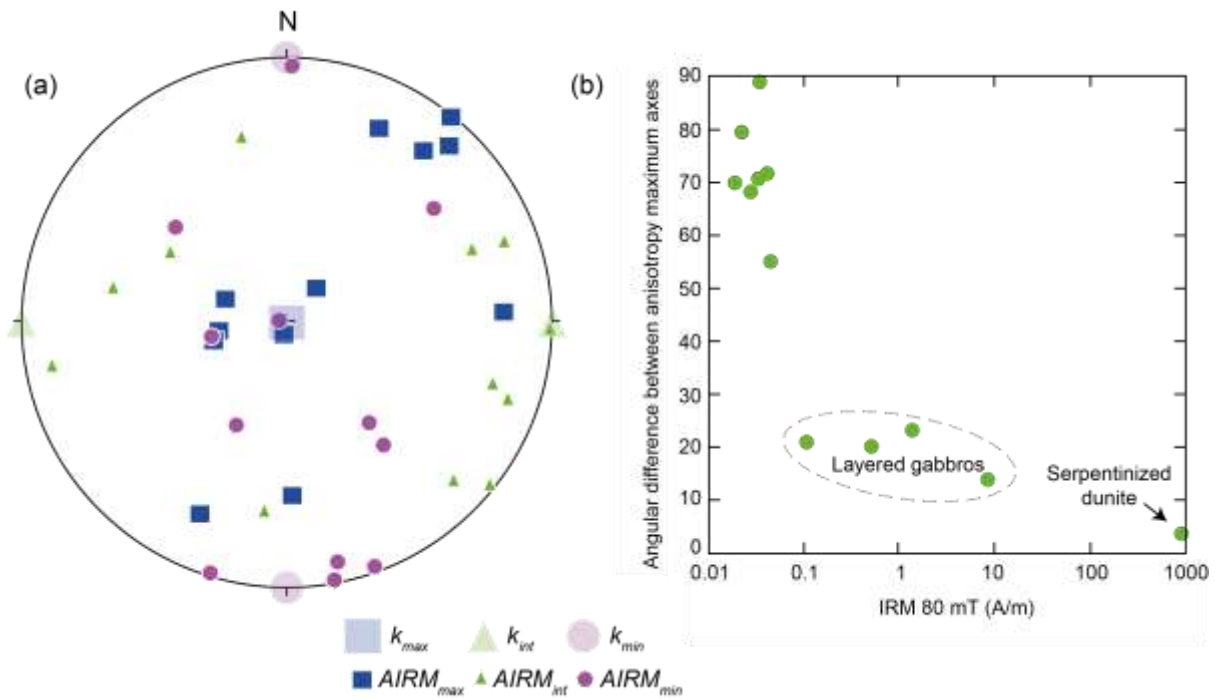 N
(a)
(b)
Angular difference between anisotropy maximum axes
90
80
70
60
50
40
30
20
10
0
Layered gabbros
Serpentinized
dunite
0.01
0.1
1
10
100
1000
IRM 80 mT (A/m)
kmax
kint
kmin
AIRMmax
AIRMint
AIRMmin